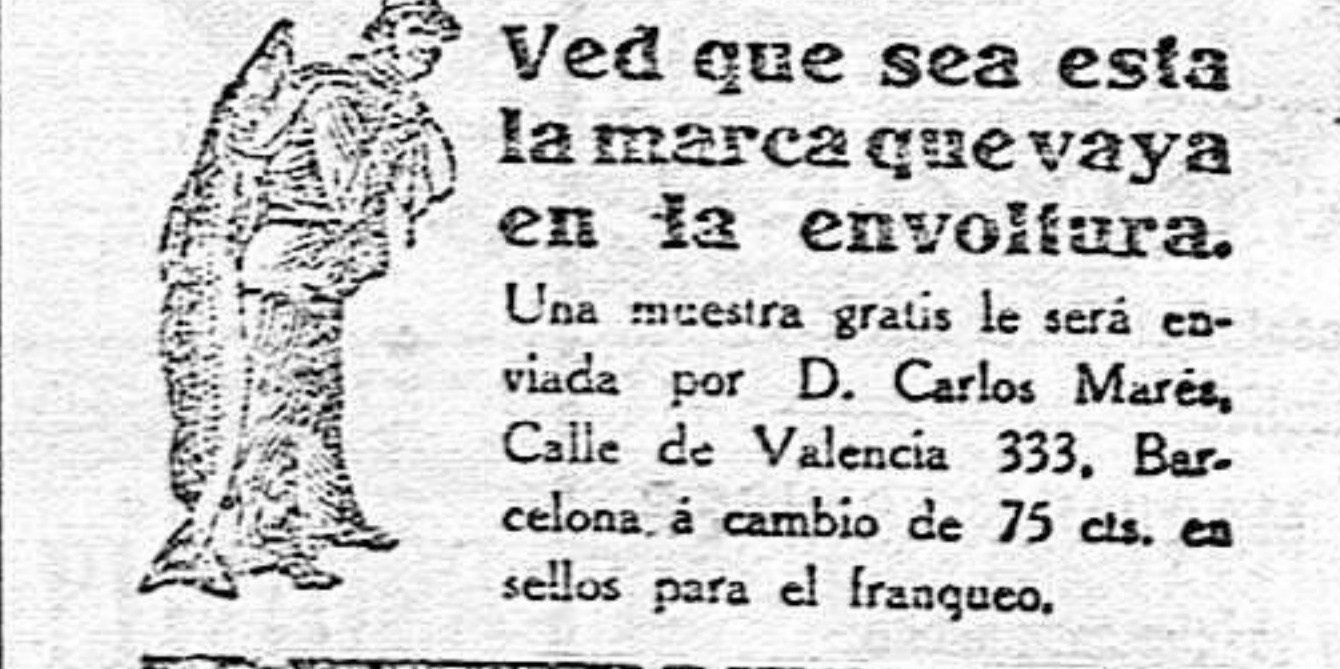 Ved que sea esta
la marca que vaya
en la envoltura.
Una muestra gratis le será en-
viada por D. Carlos Marés,
Calle de Valencia 333, Bar-
celona, á cambio de 75 cts. en
sellos para el franqueo.